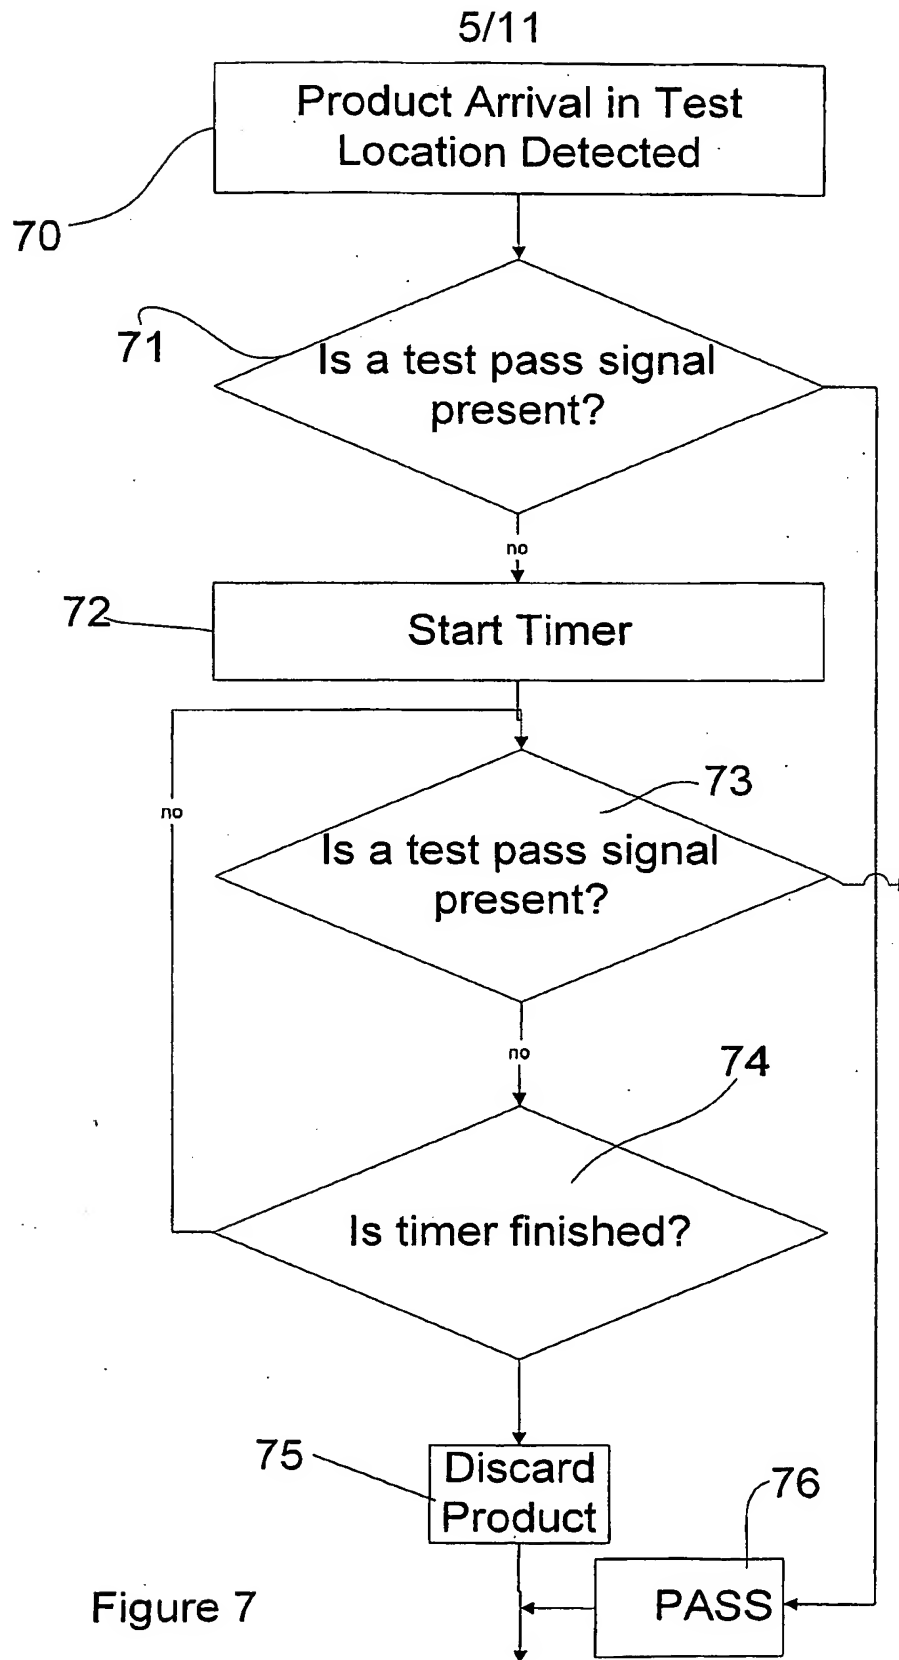 5/11
Product Arrival in Test
Location Detected
70
71
Is a test pass signal
present?
no
72
Start Timer
no
73
Is a test pass signal
present?
no
74
Is timer finished?
75
Discard
Product
76
PASS
Figure 7